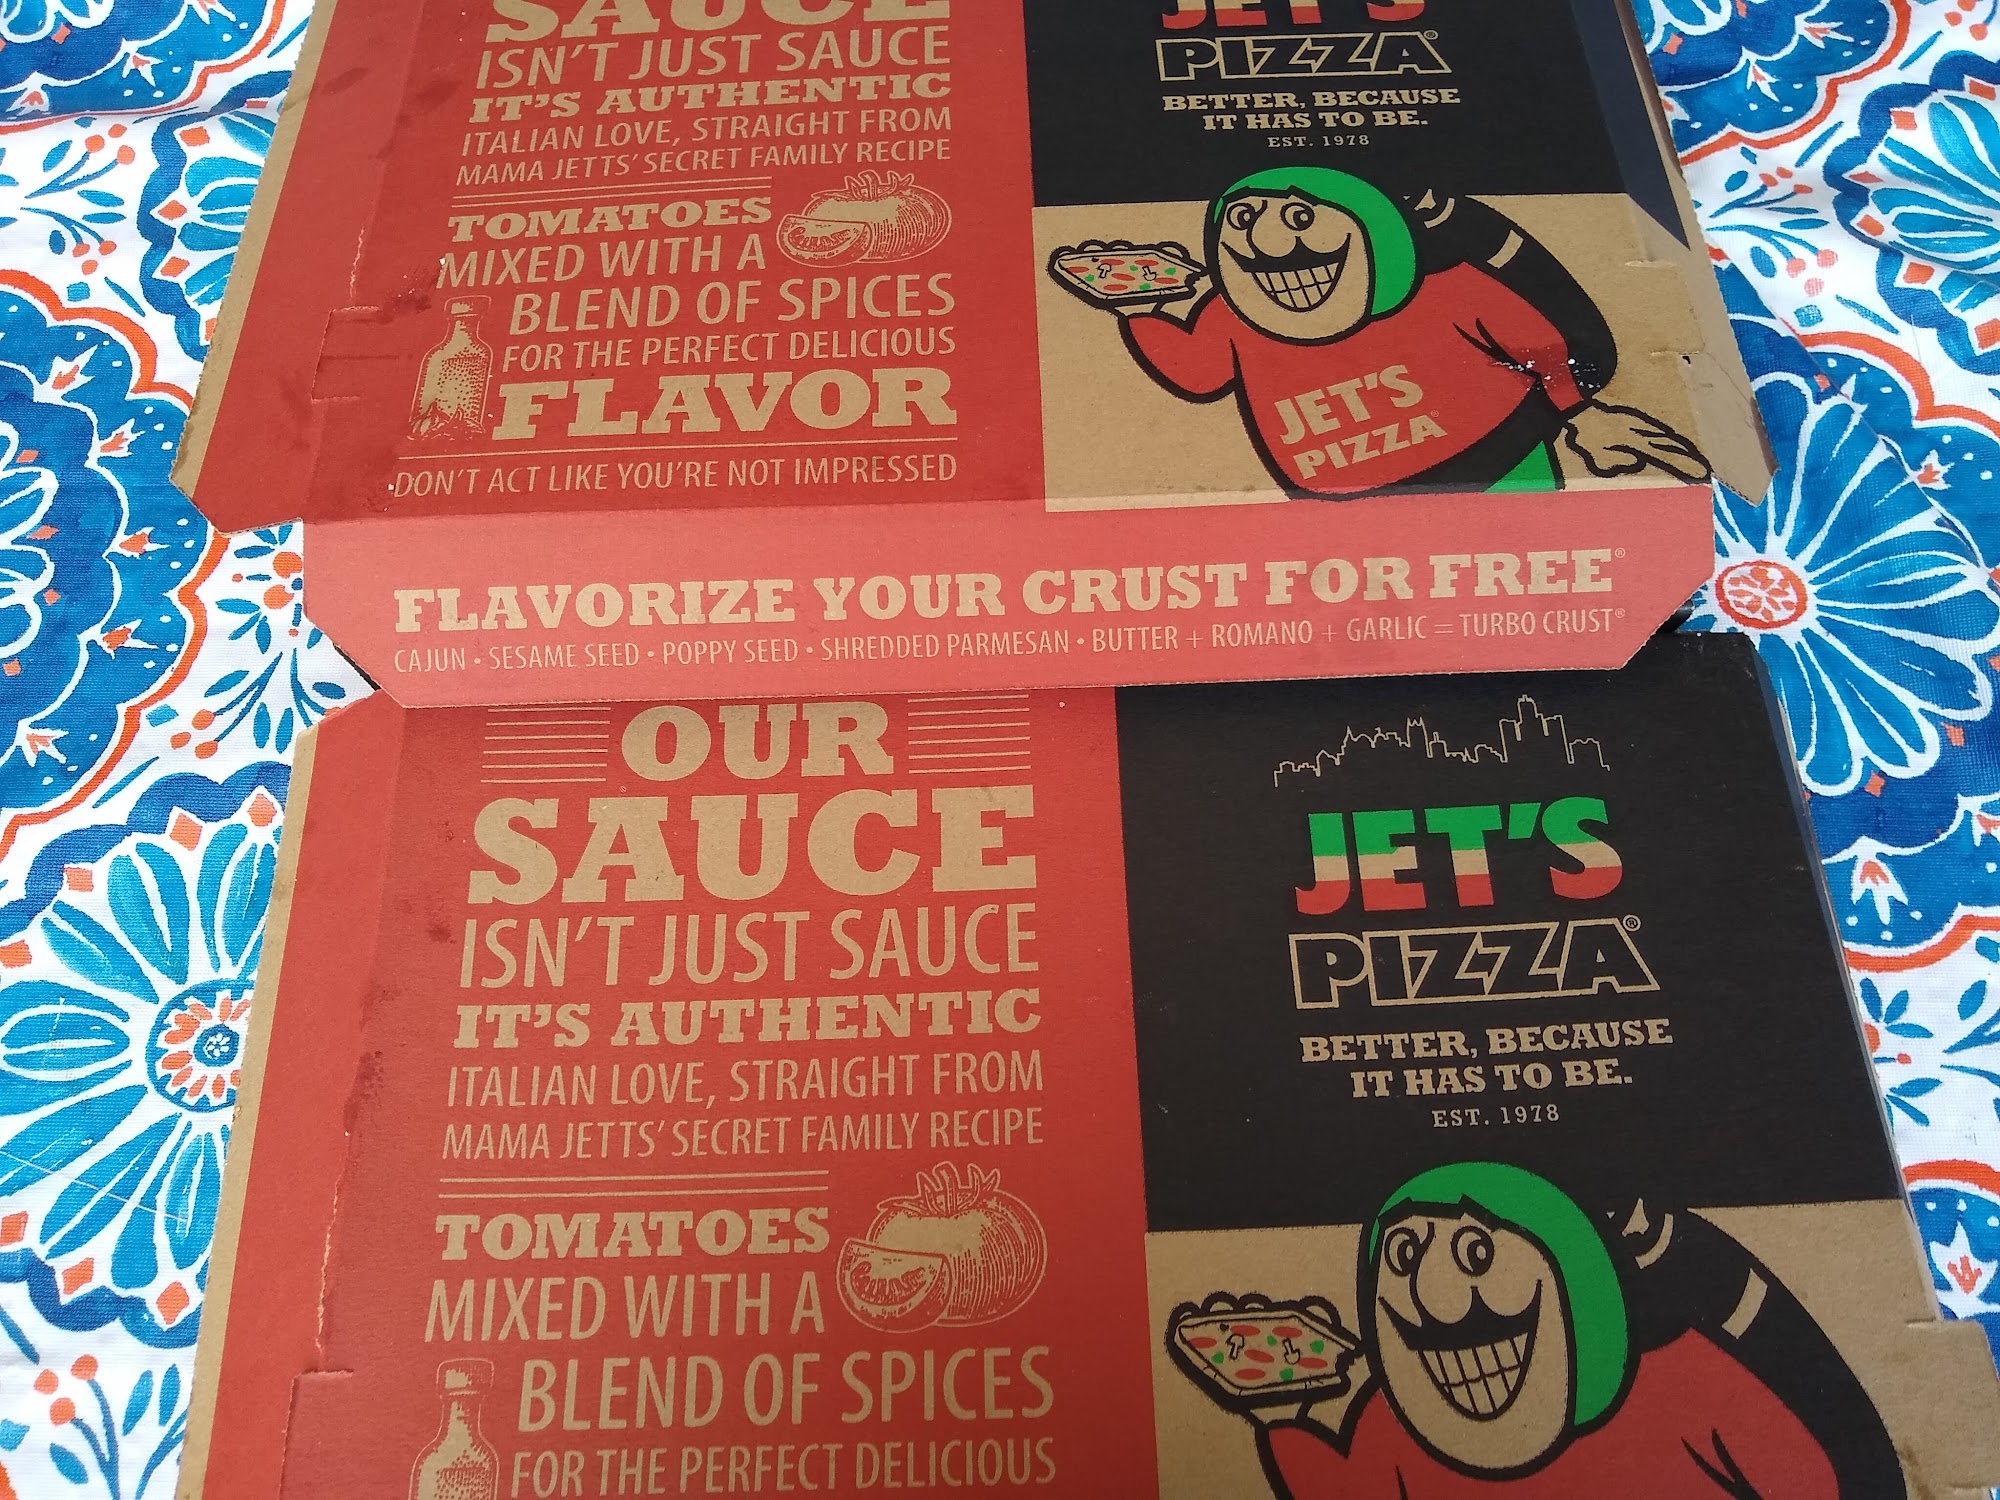 SAUCE
ISN'T JUST SAUCE
IT'S AUTHENTIC
ITALIAN LOVE, STRAIGHT FROM
MAMA JETTS' SECRET FAMILY RECIPE
TOMATOES
MIXED WITH A
BLEND OF SPICES
FOR THE PERFECT DELICIOUS
FLAVOR
DON'T ACT LIKE YOU'RE NOT IMPRESSED
JET'S
PIZZA®
BETTER, BECAUSE
IT HAS TO BE.
EST. 1978
JET'S
PIZZA®
FLAVORIZE YOUR CRUST FOR FREE®
CAJUN • SESAME SEED • POPPY SEED • SHREDDED PARMESAN • BUTTER + ROMANO + GARLIC = TURBO CRUST®
OUR
SAUCE
ISN'T JUST SAUCE
IT'S AUTHENTIC
ITALIAN LOVE, STRAIGHT FROM
MAMA JETTS' SECRET FAMILY RECIPE
TOMATOES
MIXED WITH A
BLEND OF SPICES
FOR THE PERFECT DELICIOUS
JET'S
PIZZA®
BETTER, BECAUSE
IT HAS TO BE.
EST. 1978